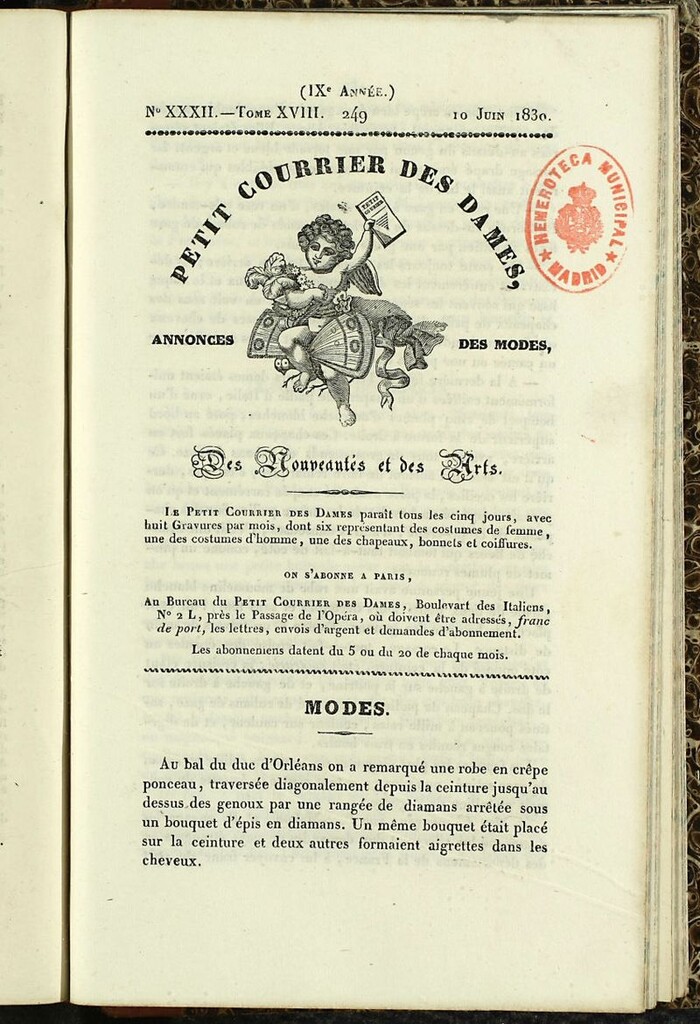 (IXe Année.)
No XXXII.—Tome XVIII. 249 10 Juin 1830.
PETIT COURRIER DES DAMES,
PETIT
COURRIER
HEMEROTECA MUNICIPAL
★ MADRID ★
ANNONCES DES MODES,
Des Nouveautés et des Arts.
Le Petit Courrier des Dames paraît tous les cinq jours, avec
huit Gravures par mois, dont six représentant des costumes de femme,
une des costumes d'homme, une des chapeaux, bonnets et coiffures.
ON S'ABONNE A PARIS,
Au Bureau du Petit Courrier des Dames, Boulevart des Italiens,
No 2 L, près le Passage de l'Opéra, où doivent être adressés, franc
de port, les lettres, envois d'argent et demandes d'abonnement.
Les abonnemens datent du 5 ou du 20 de chaque mois.
MODES.
Au bal du duc d'Orléans on a remarqué une robe en crêpe
ponceau, traversée diagonalement depuis la ceinture jusqu'au
dessus des genoux par une rangée de diamans arrêtée sous
un bouquet d'épis en diamans. Un même bouquet était placé
sur la ceinture et deux autres formaient aigrettes dans les
cheveux.